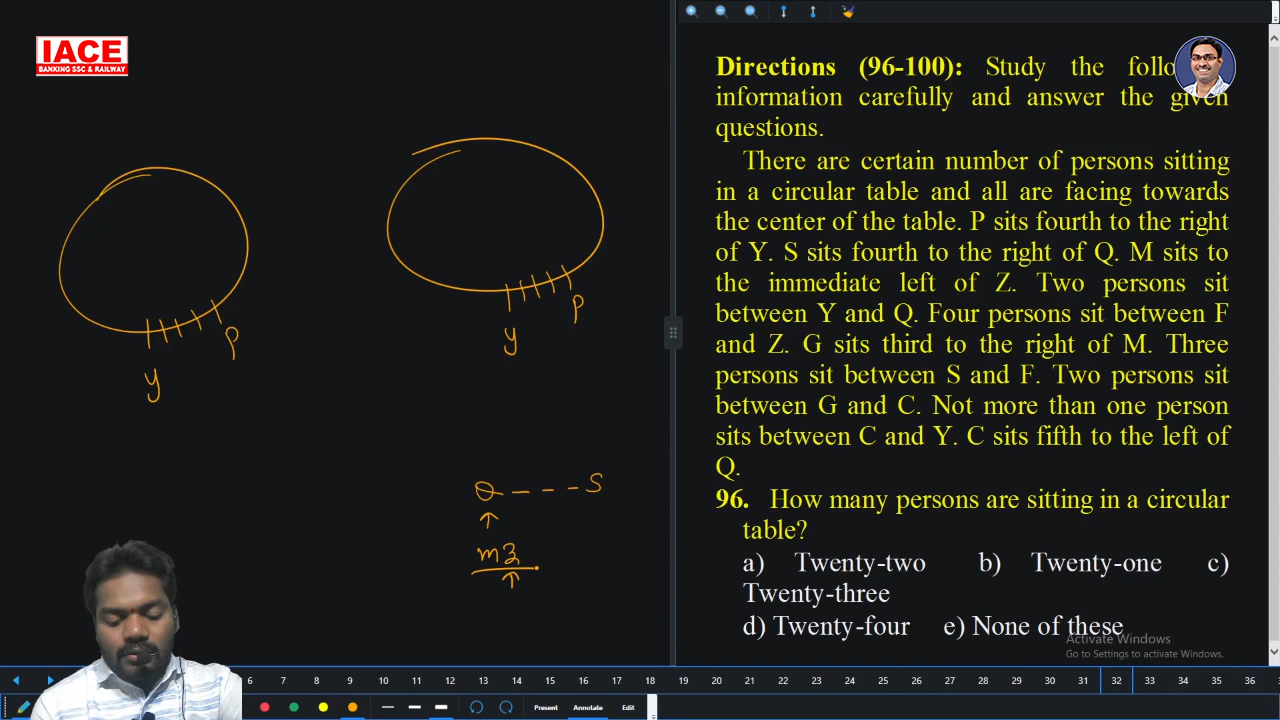 IACE
BANKING SSC & RAILWAY
y
P
y
P
Q - - - - S
↑
m z
↑
Directions (96-100): Study the follo
information carefully and answer the given
questions.
There are certain number of persons sitting
in a circular table and all are facing towards
the center of the table. P sits fourth to the right
of Y. S sits fourth to the right of Q. M sits to
the immediate left of Z. Two persons sit
between Y and Q. Four persons sit between F
and Z. G sits third to the right of M. Three
persons sit between S and F. Two persons sit
between G and C. Not more than one person
sits between C and Y. C sits fifth to the left of
Q.
96. How many persons are sitting in a circular
table?
a) Twenty-two b) Twenty-one c)
Twenty-three
d) Twenty-four e) None of these
Activate Windows
Go to Settings to activate Windows.
6 7 8 9 10 11 12 13 14 15 16 17 18 19 20 21 22 23 24 25 26 27 28 29 30 31 32 33 34 35 36
Present Annotate Edit